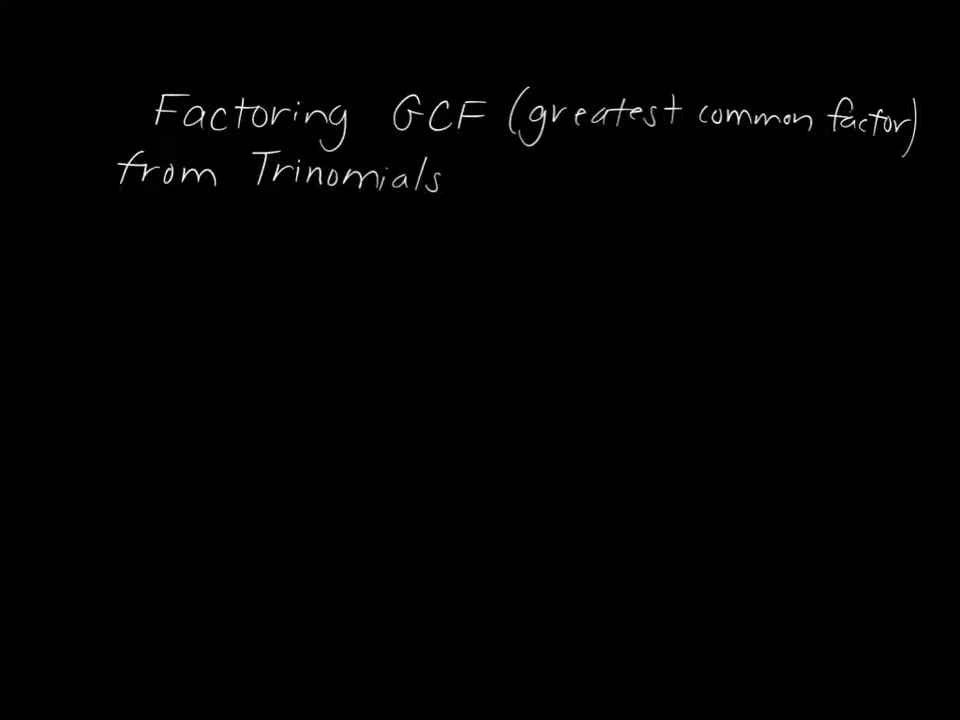 Factoring GCF (greatest common factor)
from Trinomials